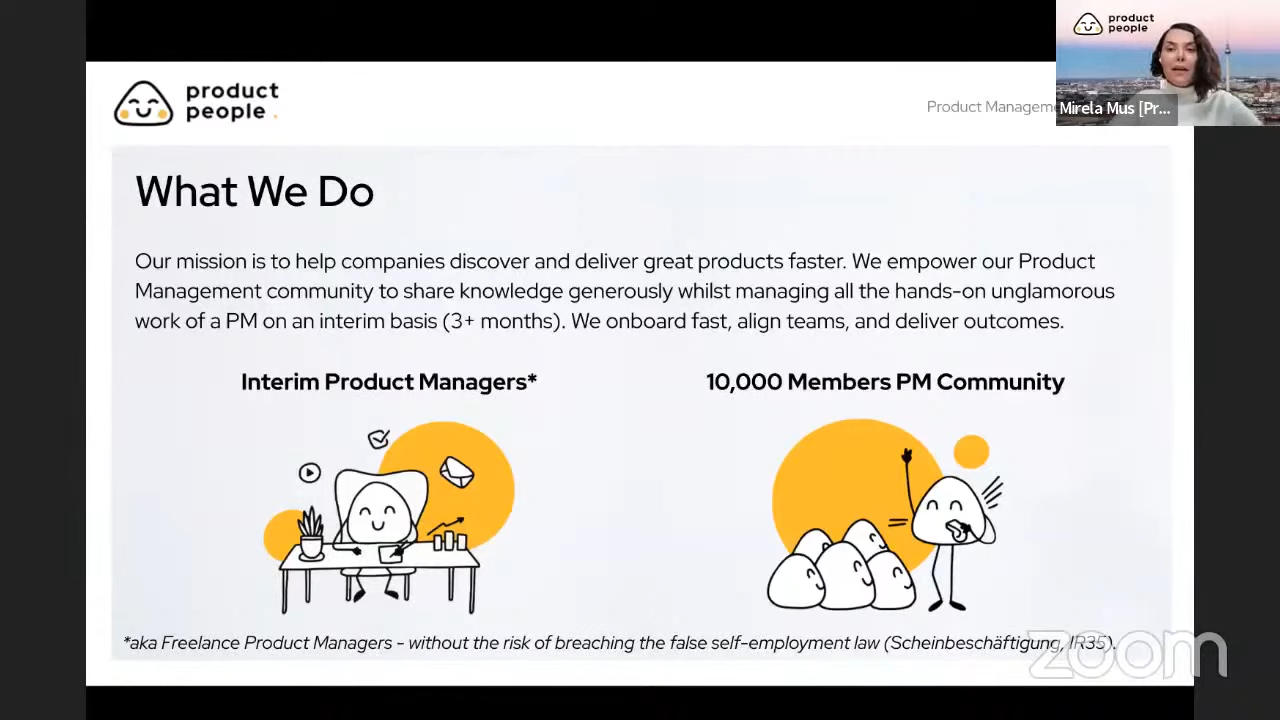 product
people.
Product Manageme
product
people
Mirela Mus [Pr...
What We Do
Our mission is to help companies discover and deliver great products faster. We empower our Product
Management community to share knowledge generously whilst managing all the hands-on unglamorous
work of a PM on an interim basis (3+ months). We onboard fast, align teams, and deliver outcomes.
Interim Product Managers*
10,000 Members PM Community
*aka Freelance Product Managers - without the risk of breaching the false self-employment law (Scheinbeschäftigung, IR35).
zoom